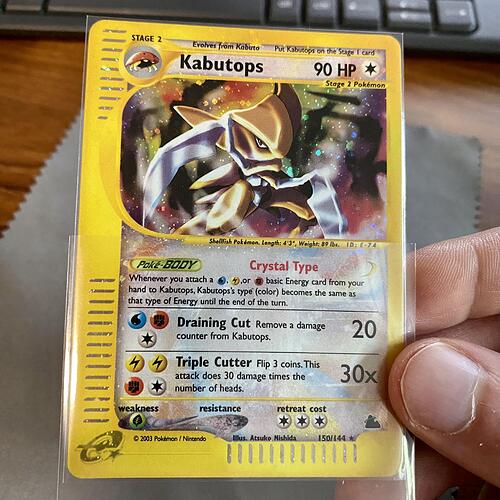 STAGE 2
Evolves from Kabuto
Put Kabutops on the Stage 1 card
Kabutops 90 HP
Stage 2 Pokémon
Shellfish Pokémon. Length: 4'3", Weight: 89 lbs. ID: E-74
Poké-BODY Crystal Type
Whenever you attach a , , or basic Energy card from your
hand to Kabutops, Kabutops's type (color) becomes the same as
that type of Energy until the end of the turn.
Draining Cut Remove a damage 20
counter from Kabutops.
Triple Cutter Flip 3 coins. This 30x
attack does 30 damage times the
number of heads.
weakness resistance retreat cost
© 2003 Pokémon / Nintendo Illus. Atsuko Nishida 150/144 ★